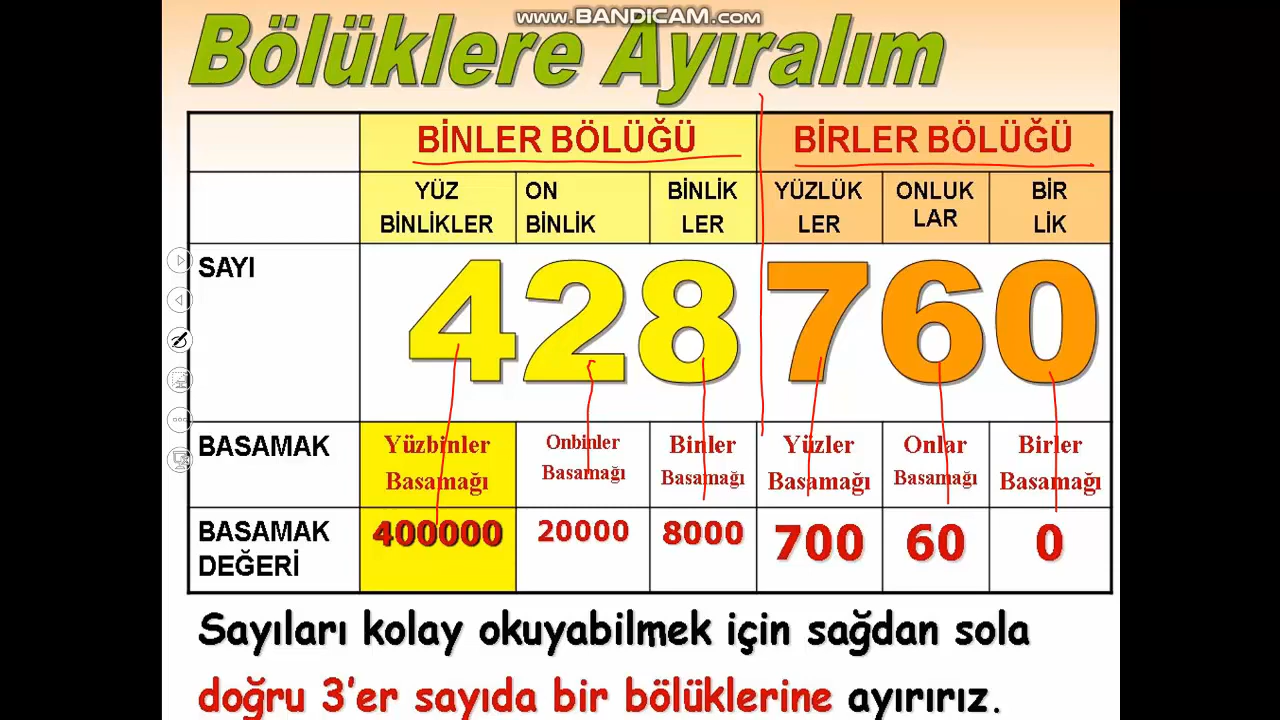 www.BANDICAM.com
Bölüklere Ayıralım
BİNLER BÖLÜĞÜ BİRLER BÖLÜĞÜ
YÜZ BİNLİKLER ON BİNLİK BİNLİK LER YÜZLÜK LER ONLUK LAR BİR LİK
SAYI 428760
BASAMAK Yüzbinler Basamağı Onbinler Basamağı Binler Basamağı Yüzler Basamağı Onlar Basamağı Birler Basamağı
BASAMAK DEĞERİ 400000 20000 8000 700 60 0
Sayıları kolay okuyabilmek için sağdan sola
doğru 3'er sayıda bir bölüklerine ayırırız.